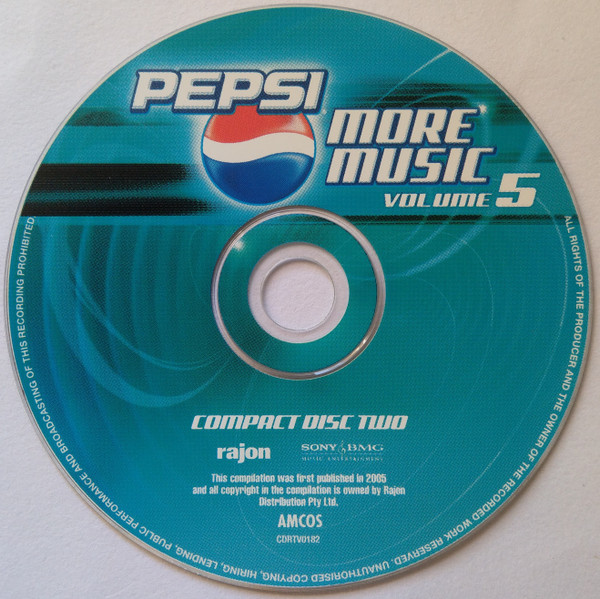 PEPSI
MORE
MUSIC
VOLUME 5
COMPACT DISC TWO
rajon
SONY BMG
MUSIC ENTERTAINMENT
This compilation was first published in 2005
and all copyright in the compilation is owned by Rajon
Distribution Pty Ltd.
AMCOS
CDRTV0182
ALL RIGHTS OF THE PRODUCER AND THE OWNER OF THE RECORDED WORK RESERVED. UNAUTHORISED COPYING, HIRING, LENDING, PUBLIC PERFORMANCE AND BROADCASTING OF THIS RECORDING PROHIBITED